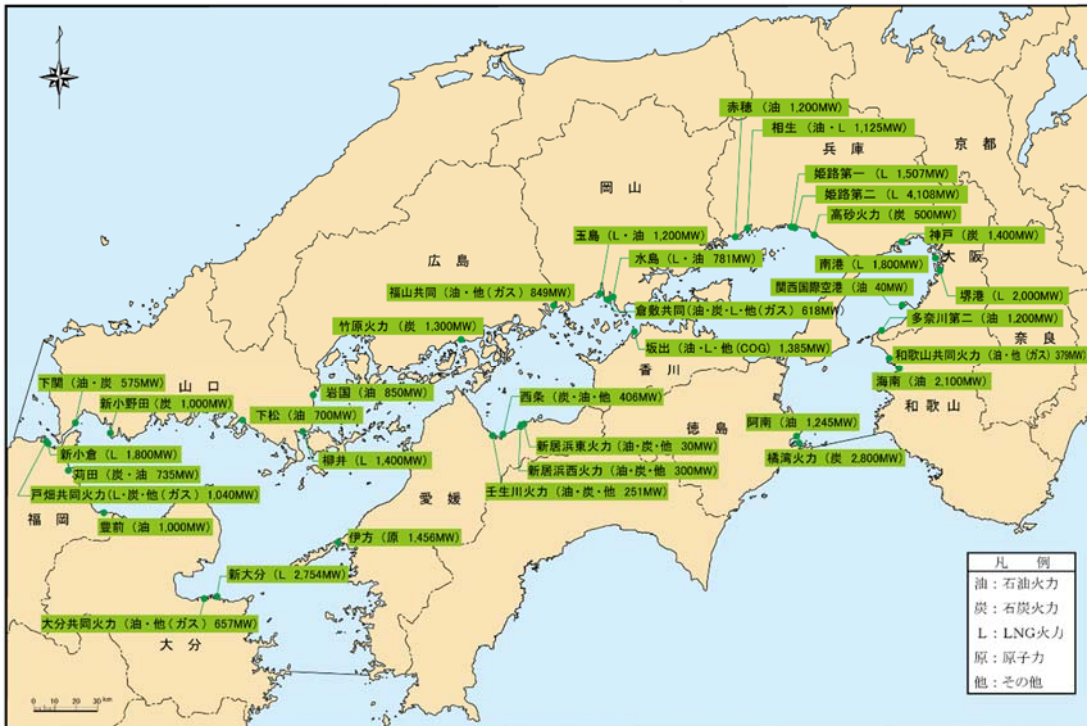 赤穂 (油 1,200MW)
相生 (油・L 1,125MW)
兵 庫
京 都
姫路第一 (L 1,507MW)
岡 山
姫路第二 (L 4,108MW)
高砂火力 (炭 500MW)
玉島 (L・油 1,200MW)
神戸 (炭 1,400MW)
広 島
水島 (L・油 781MW)
大 阪
南港 (L 1,800MW)
関西国際空港 (油 40MW)
福山共同 (油・他(ガス) 849MW)
堺港 (L 2,000MW)
倉敷共同(油・炭・L・他(ガス) 618MW)
多奈川第二 (油 1,200MW)
竹原火力 (炭 1,300MW)
奈 良
坂出 (油・L・他(COG) 1,385MW)
和歌山共同火力 (油・他(ガス) 379MW)
香 川
下関 (油・炭 575MW)
山 口
海南 (油 2,100MW)
岩国 (油 850MW)
新小野田 (炭 1,000MW)
西条 (炭・油・他 406MW)
和 歌 山
下松 (油 700MW)
徳 島
阿南 (油 1,245MW)
新居浜東火力 (油・炭・他 30MW)
新小倉 (L 1,800MW)
柳井 (L 1,400MW)
橘湾火力 (炭 2,800MW)
新居浜西火力 (油・炭・他 300MW)
苅田 (炭・油 735MW)
戸畑共同火力(L・炭・他(ガス) 1,040MW)
壬生川火力 (油・炭・他 251MW)
愛 媛
福 岡
豊前 (油 1,000MW)
伊方 (原 1,456MW)
新大分 (L 2,754MW)
大分共同火力 (油・他(ガス) 657MW)
大 分
凡 例
油:石油火力
炭:石炭火力
L:LNG火力
原:原子力
他:その他
0 10 20 30 km